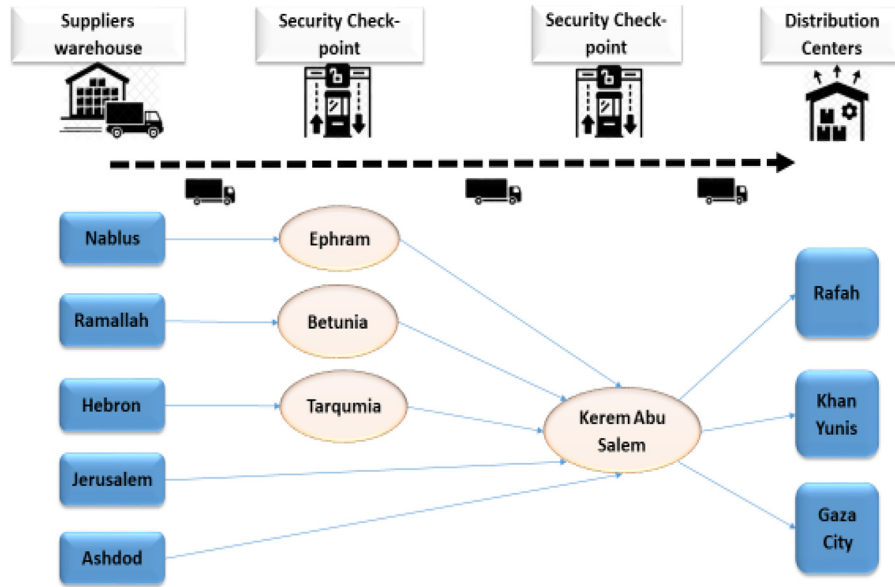 Suppliers
warehouse
Security Check-
point
Security Check-
point
Distribution
Centers
Nablus
Ephram
Ramallah
Betunia
Rafah
Hebron
Tarqumia
Kerem Abu
Salem
Khan
Yunis
Jerusalem
Ashdod
Gaza
City